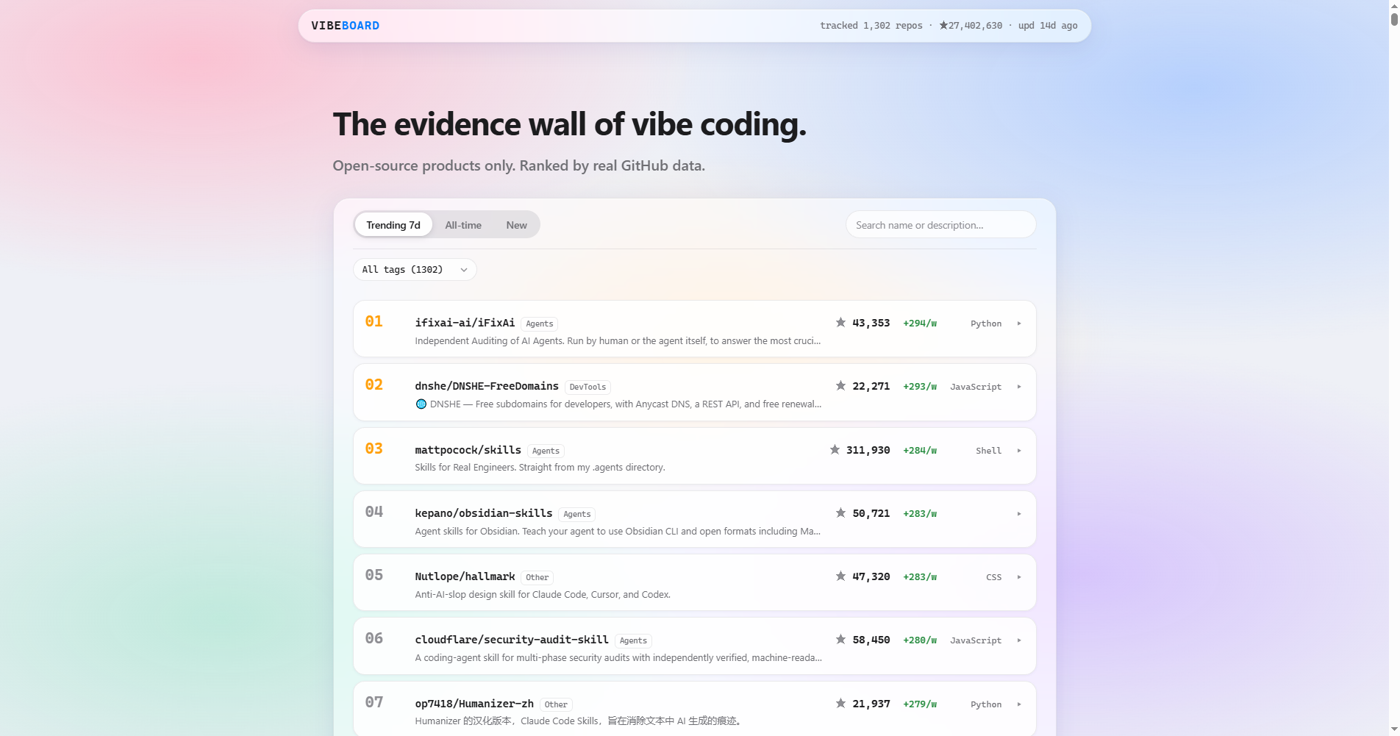 VIBEBOARD tracked 1,302 repos · ★27,402,630 · upd 14d ago
The evidence wall of vibe coding.
Open-source products only. Ranked by real GitHub data.
Trending 7d All-time New Search name or description...
All tags (1302)
01 ifixai-ai/iFixAi Agents ★ 43,353 +294/w Python ▸
Independent Auditing of AI Agents. Run by human or the agent itself, to answer the most cruci...
02 dnshe/DNSHE-FreeDomains DevTools ★ 22,271 +293/w JavaScript ▸
🌐 DNSHE — Free subdomains for developers, with Anycast DNS, a REST API, and free renewal...
03 mattpocock/skills Agents ★ 311,930 +284/w Shell ▸
Skills for Real Engineers. Straight from my .agents directory.
04 kepano/obsidian-skills Agents ★ 50,721 +283/w ▸
Agent skills for Obsidian. Teach your agent to use Obsidian CLI and open formats including Ma...
05 Nutlope/hallmark Other ★ 47,320 +283/w CSS ▸
Anti-AI-slop design skill for Claude Code, Cursor, and Codex.
06 cloudflare/security-audit-skill Agents ★ 58,450 +280/w JavaScript ▸
A coding-agent skill for multi-phase security audits with independently verified, machine-reada...
07 op7418/Humanizer-zh Other ★ 21,937 +279/w Python ▸
Humanizer 的汉化版本，Claude Code Skills，旨在消除文本中 AI 生成的痕迹。